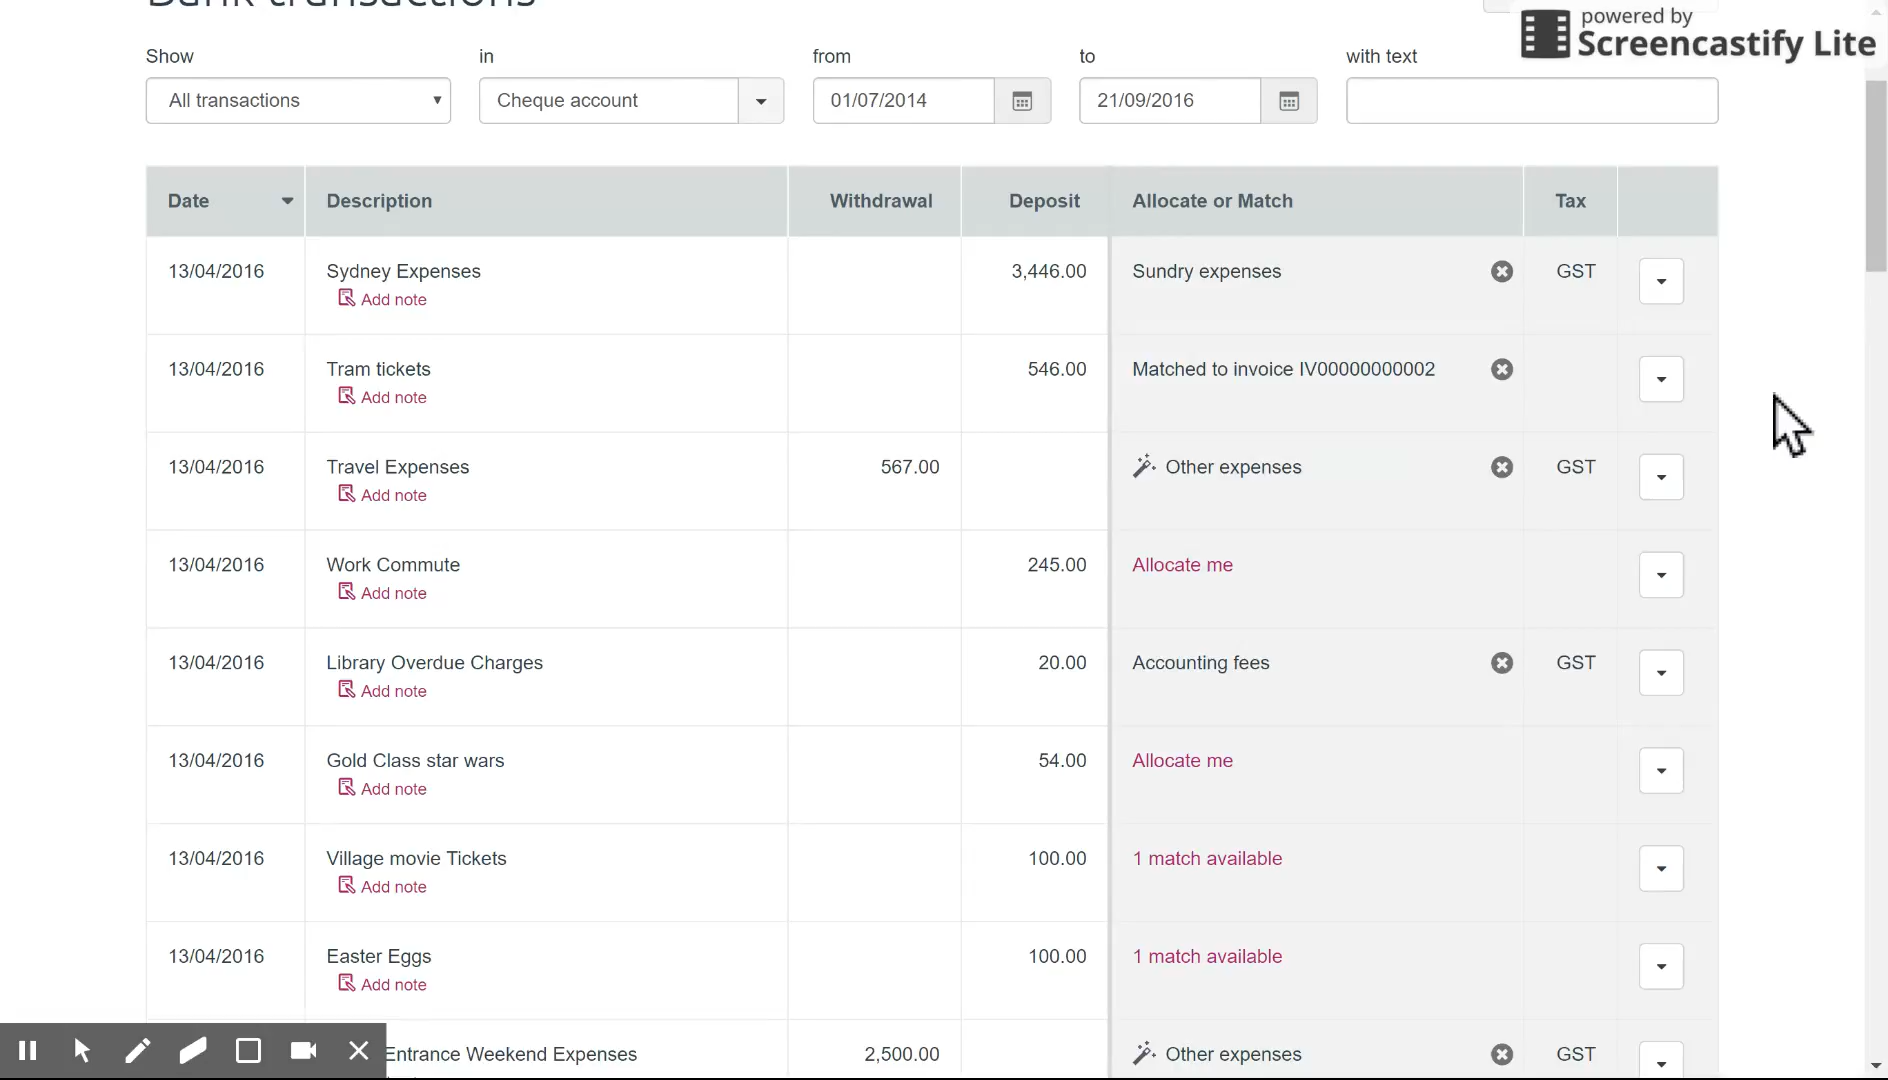 Bank transactions
powered by
Screencastify Lite
Show in from to with text
All transactions Cheque account 01/07/2014 21/09/2016
Date Description Withdrawal Deposit Allocate or Match Tax
13/04/2016 Sydney Expenses 3,446.00 Sundry expenses GST
Add note
13/04/2016 Tram tickets 546.00 Matched to invoice IV00000000002
Add note
13/04/2016 Travel Expenses 567.00 Other expenses GST
Add note
13/04/2016 Work Commute 245.00 Allocate me
Add note
13/04/2016 Library Overdue Charges 20.00 Accounting fees GST
Add note
13/04/2016 Gold Class star wars 54.00 Allocate me
Add note
13/04/2016 Village movie Tickets 100.00 1 match available
Add note
13/04/2016 Easter Eggs 100.00 1 match available
Add note
Entrance Weekend Expenses 2,500.00 Other expenses GST